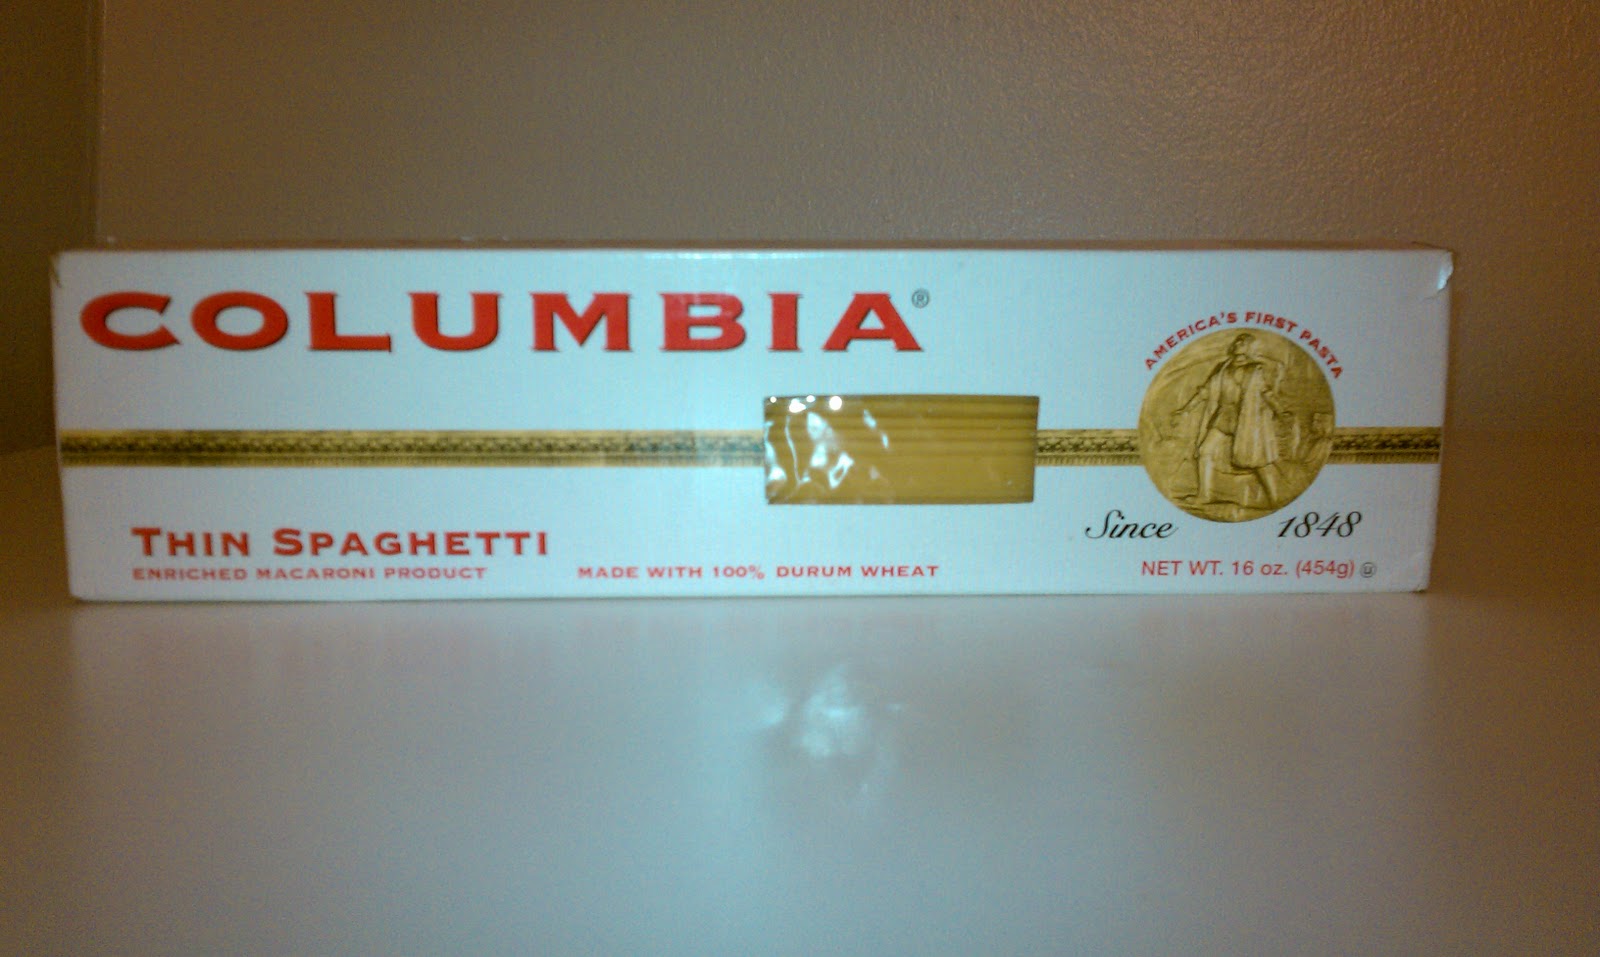 COLUMBIA®
AMERICA'S FIRST PASTA
Since 1848
THIN SPAGHETTI
ENRICHED MACARONI PRODUCT
MADE WITH 100% DURUM WHEAT
NET WT. 16 oz. (454g) Ⓤ